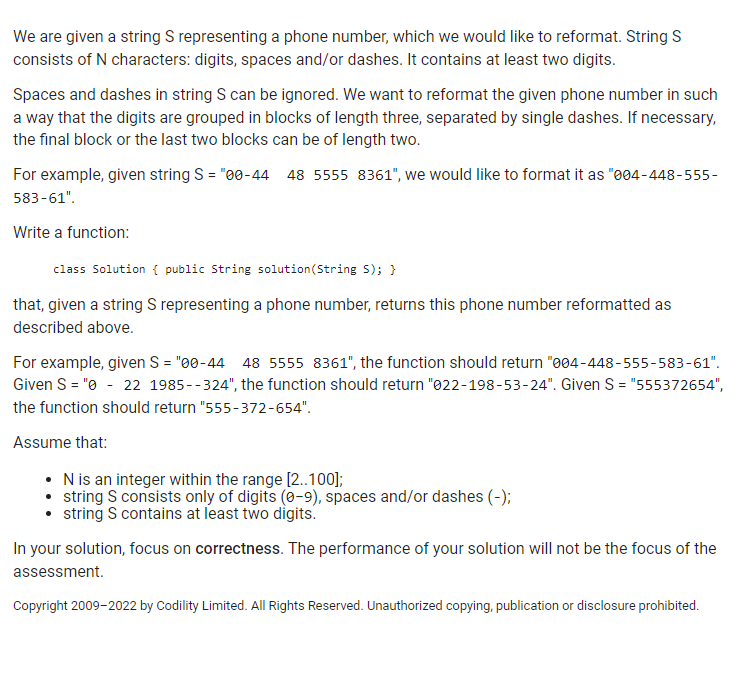 We are given a string S representing a phone number, which we would like to reformat. String S
consists of N characters: digits, spaces and/or dashes. It contains at least two digits.
Spaces and dashes in string S can be ignored. We want to reformat the given phone number in such
a way that the digits are grouped in blocks of length three, separated by single dashes. If necessary,
the final block or the last two blocks can be of length two.
For example, given string S = "00-44  48 5555 8361", we would like to format it as "004-448-555-
583-61".
Write a function:
class Solution { public String solution(String S); }
that, given a string S representing a phone number, returns this phone number reformatted as
described above.
For example, given S = "00-44  48 5555 8361", the function should return "004-448-555-583-61".
Given S = "0 - 22 1985--324", the function should return "022-198-53-24". Given S = "555372654",
the function should return "555-372-654".
Assume that:
• N is an integer within the range [2..100];
• string S consists only of digits (0-9), spaces and/or dashes (-);
• string S contains at least two digits.
In your solution, focus on correctness. The performance of your solution will not be the focus of the
assessment.
Copyright 2009–2022 by Codility Limited. All Rights Reserved. Unauthorized copying, publication or disclosure prohibited.